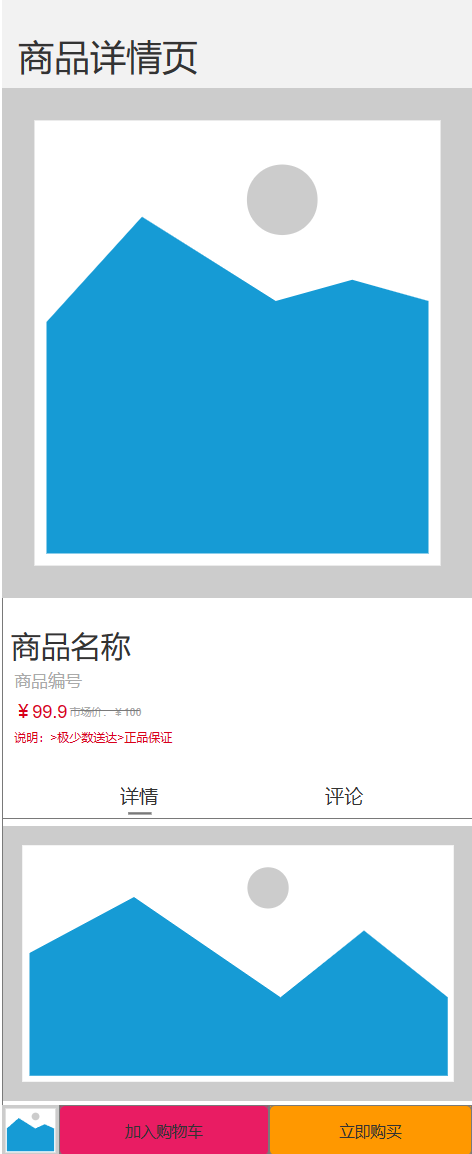 商品详情页
商品名称
商品编号
￥99.9 市场价：￥100
说明：>极少数送达>正品保证
详情 评论
加入购物车 立即购买